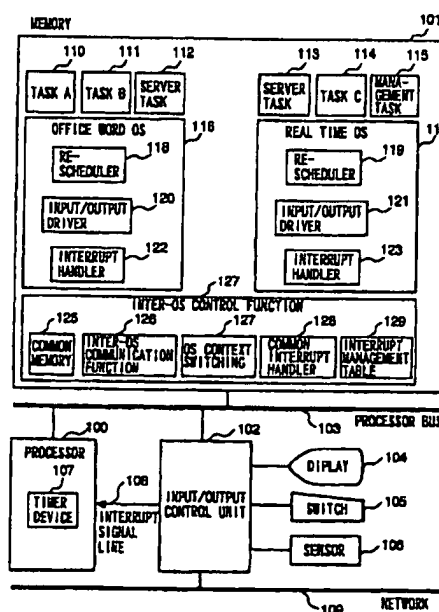 MEMORY
101
110 111 112 113 114 115
TASK A TASK B SERVER TASK SERVER TASK TASK C MANA-GEMENT TASK
OFFICE WORD OS 116
RE-SCHEDULER 118
INPUT/OUTPUT DRIVER 120
INTERRUPT HANDLER 122
REAL TIME OS 11
RE-SCHEDULER 119
INPUT/OUTPUT DRIVER 121
INTERRUPT HANDLER 123
127
INTER-OS CONTROL FUNCTION
125 126 127 128 129
COMMON MEMORY INTER-OS COMMUNICATION FUNCTION OS CONTEXT SWITCHING COMMON INTERRUPT HANDLER INTERRUPT MANAGEMENT TABLE
103
PROCESSOR BUS
100
PROCESSOR
107
TIMER DEVICE
108
INTERRUPT SIGNAL LINE
102
INPUT/OUTPUT CONTROL UNIT
DIPLAY 104
SWITCH 105
SENSOR 106
109 NETWORK